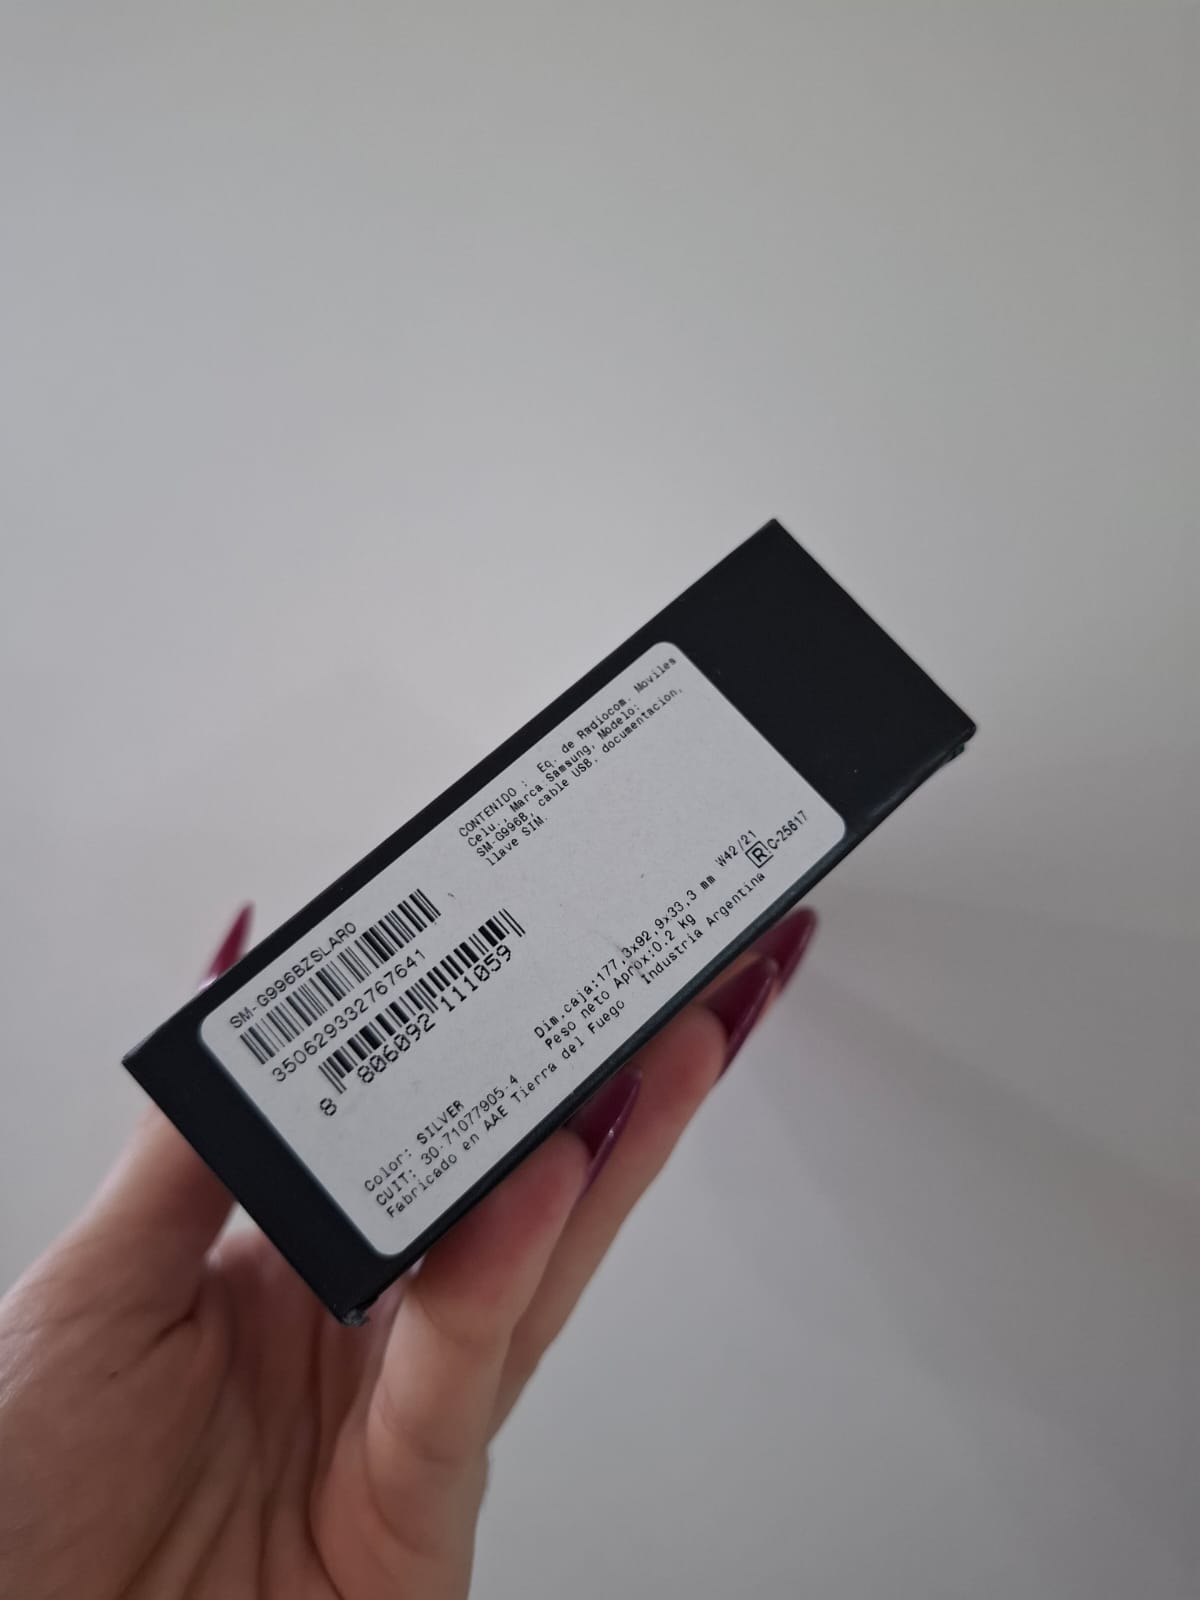 SM-G996BZSLARO
350629332767641
8 806092 111059
CONTENIDO : Eq. de Radiocom. Moviles
Celu., Marca Samsung, Modelo:
SM-G996B, cable USB, documentacion,
llave SIM.
Color: SILVER
CUIT: 30-71077905-4
Fabricado en AAE Tierra del Fuego Industria Argentina
Dim.caja:177,3x92,9x33,3 mm W42/21
Peso neto Aprox:0.2 kg
R C-25617